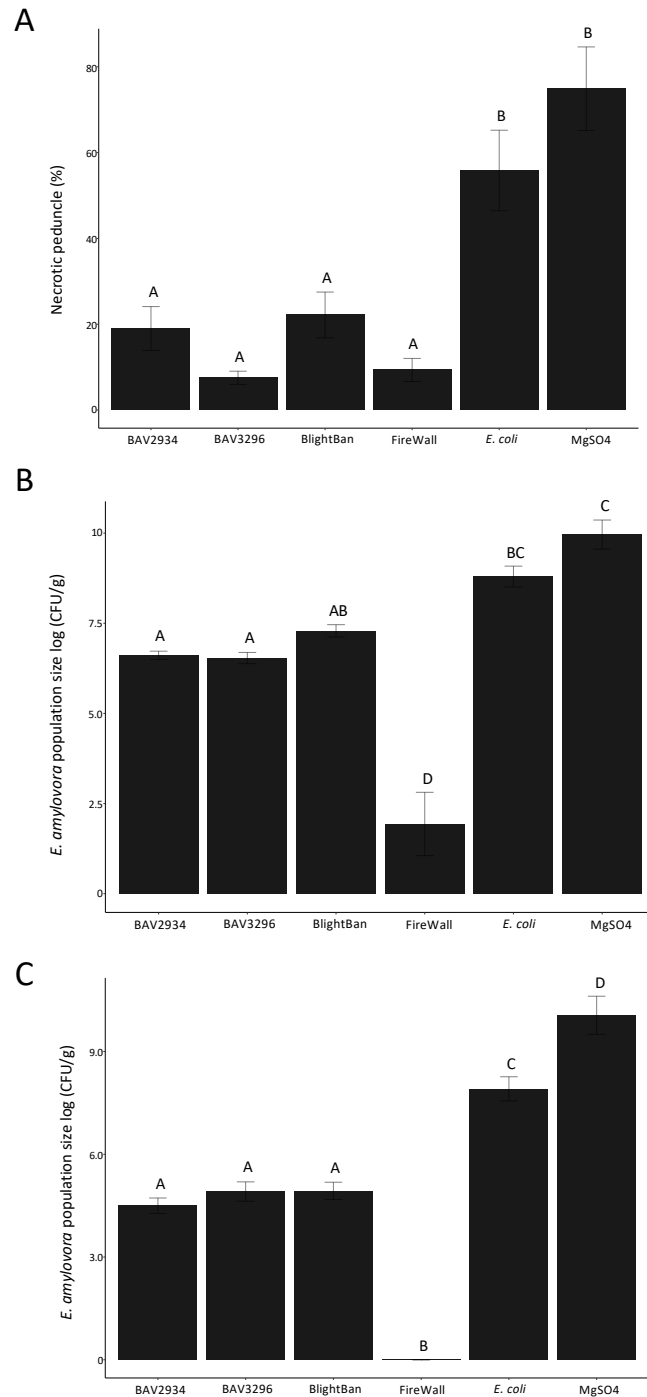 A
Necrotic peduncle (%)
80
60
40
20
0
A
A
A
A
B
B
BAV2934
BAV3296
BlightBan
FireWall
E. coli
MgSO4
B
E. amylovora population size log (CFU/g)
10
7.5
5.0
2.5
0
A
A
AB
D
BC
C
BAV2934
BAV3296
BlightBan
FireWall
E. coli
MgSO4
C
E. amylovora population size log (CFU/g)
9.0
6.0
3.0
0
A
A
A
B
C
D
BAV2934
BAV3296
BlightBan
FireWall
E. coli
MgSO4